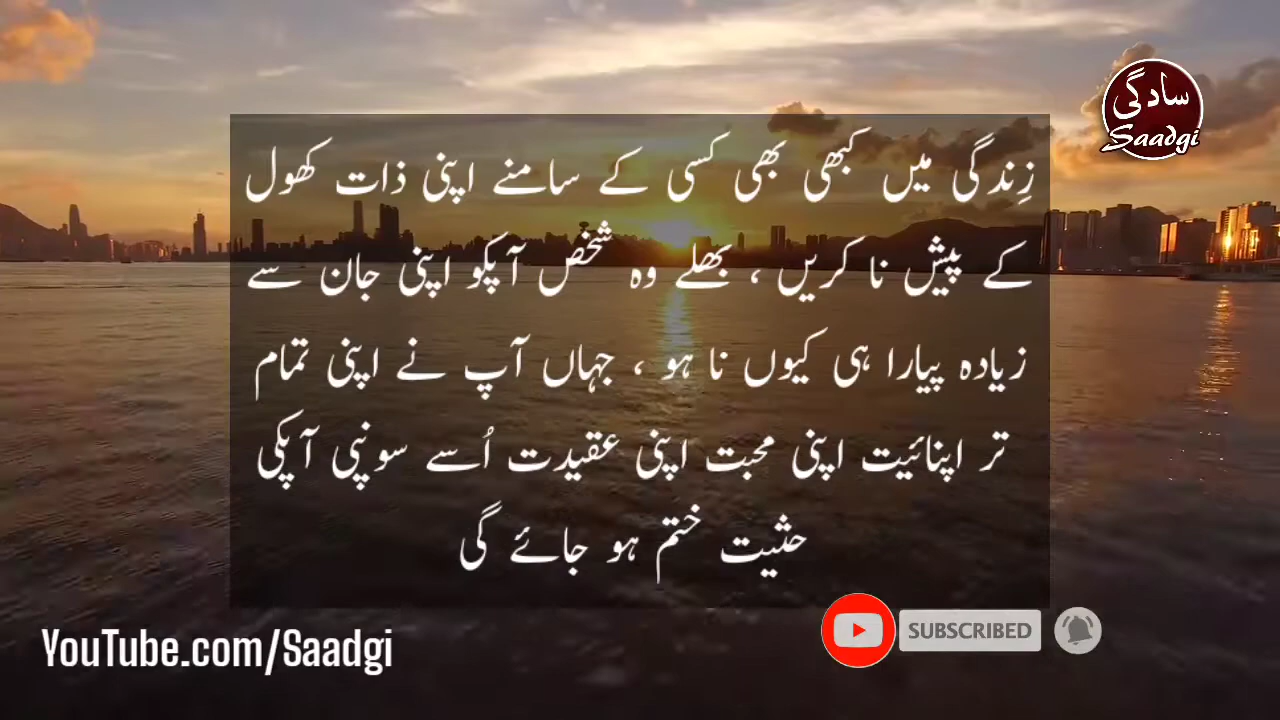 سادگی
Saadgi
زِندگی میں کبھی بھی کسی کے سامنے اپنی ذات کھول
کے پیش نا کریں ، بھلے وہ شخص آپکو اپنی جان سے
زیادہ پیارا ہی کیوں نا ہو ، جہاں آپ نے اپنی تمام
تر اپنائیت اپنی محبت اپنی عقیدت اُسے سونپی آپکی
حثیت ختم ہو جائے گی
YouTube.com/Saadgi
SUBSCRIBED